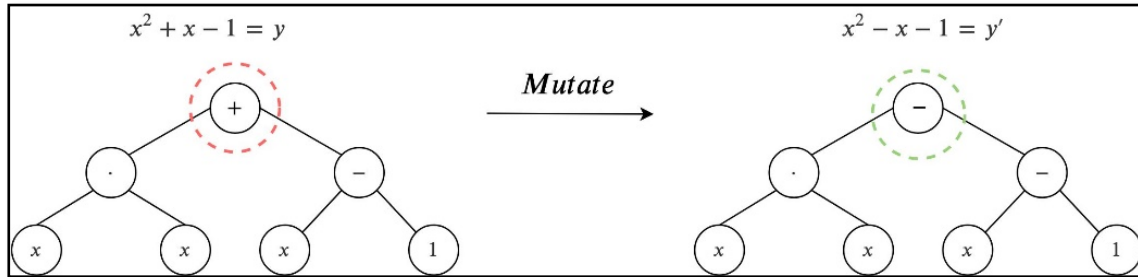 x² + x − 1 = y
x² − x − 1 = y′
Mutate
+
−
·
−
·
−
x
x
x
1
x
x
x
1